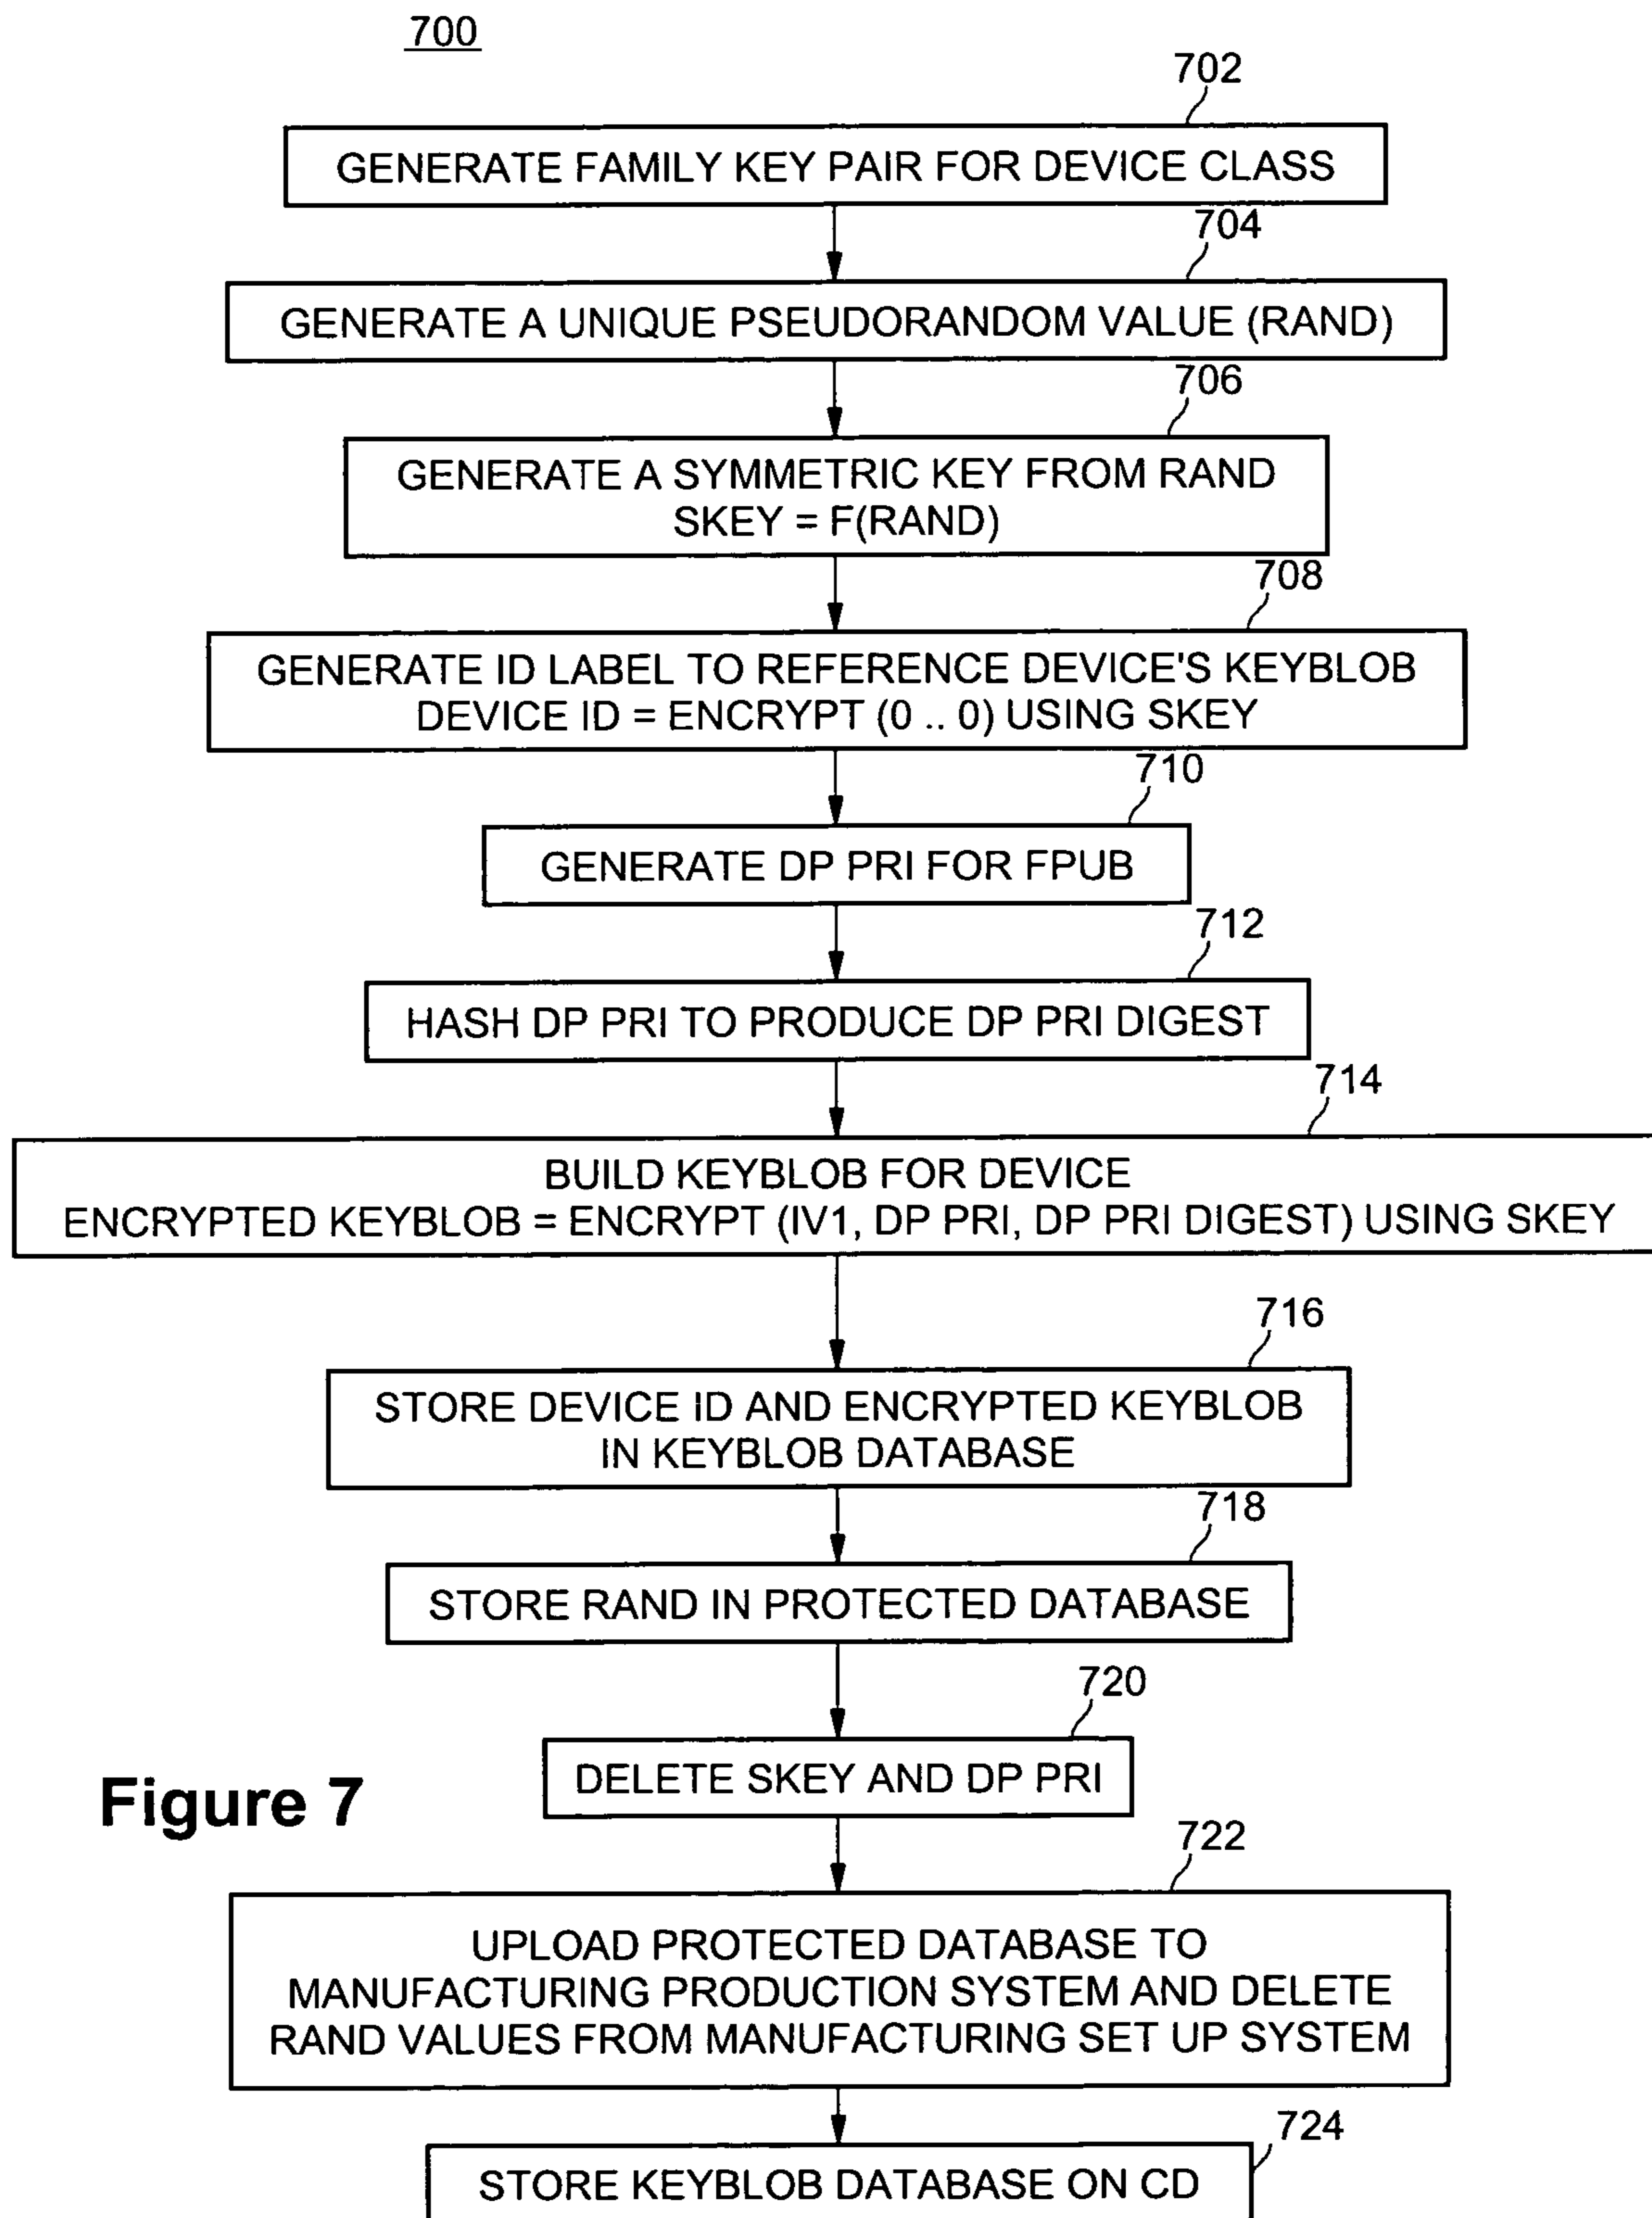 700
702
GENERATE FAMILY KEY PAIR FOR DEVICE CLASS
704
GENERATE A UNIQUE PSEUDORANDOM VALUE (RAND)
706
GENERATE A SYMMETRIC KEY FROM RAND
SKEY = F(RAND)
708
GENERATE ID LABEL TO REFERENCE DEVICE'S KEYBLOB
DEVICE ID = ENCRYPT (0 .. 0) USING SKEY
710
GENERATE DP PRI FOR FPUB
712
HASH DP PRI TO PRODUCE DP PRI DIGEST
714
BUILD KEYBLOB FOR DEVICE
ENCRYPTED KEYBLOB = ENCRYPT (IV1, DP PRI, DP PRI DIGEST) USING SKEY
716
STORE DEVICE ID AND ENCRYPTED KEYBLOB
IN KEYBLOB DATABASE
718
STORE RAND IN PROTECTED DATABASE
720
DELETE SKEY AND DP PRI
Figure 7
722
UPLOAD PROTECTED DATABASE TO
MANUFACTURING PRODUCTION SYSTEM AND DELETE
RAND VALUES FROM MANUFACTURING SET UP SYSTEM
724
STORE KEYBLOB DATABASE ON CD